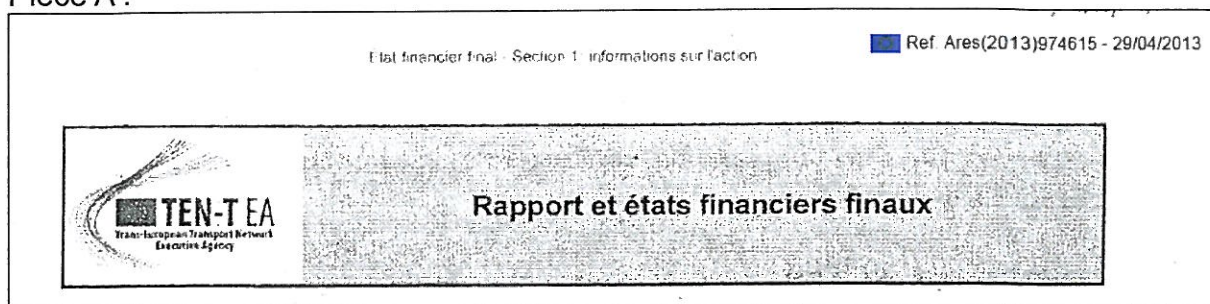 Pièce A :
Ref. Ares(2013)974615 - 29/04/2013
Etat financier final - Section 1: informations sur l'action
TEN-T EA
Trans-European Transport Network
Executive Agency
Rapport et états financiers finaux